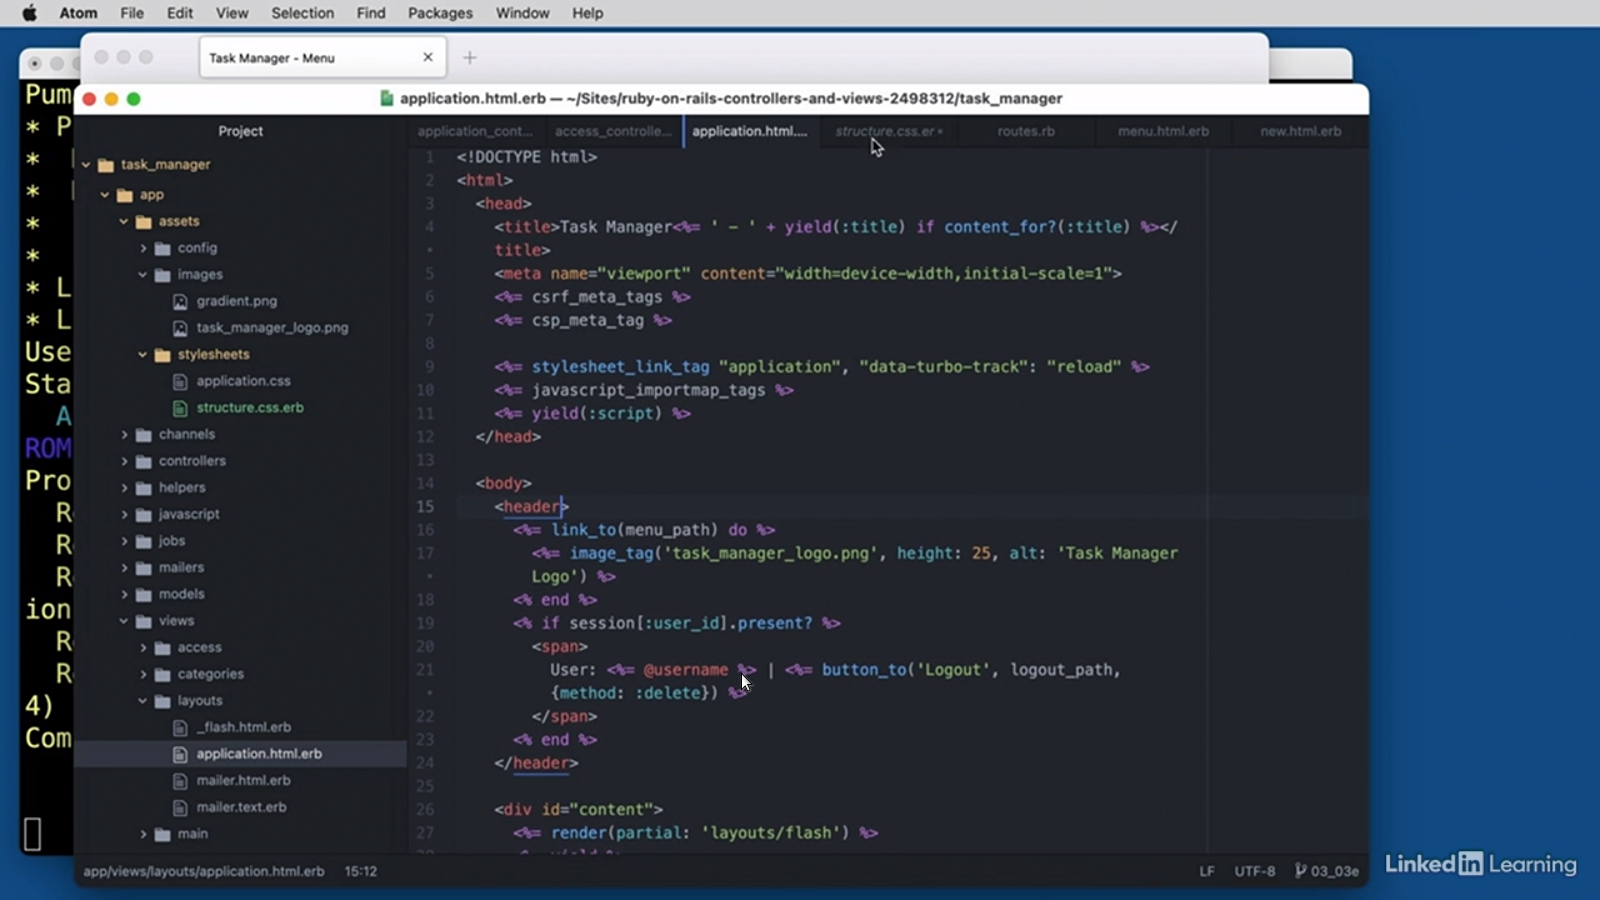 Atom File Edit View Selection Find Packages Window Help
Task Manager - Menu × +
application.html.erb — ~/Sites/ruby-on-rails-controllers-and-views-2498312/task_manager
Project
application_cont... access_controlle... application.html.... structure.css.er × routes.rb menu.html.erb new.html.erb
task_manager
app
assets
config
images
gradient.png
task_manager_logo.png
stylesheets
application.css
structure.css.erb
channels
controllers
helpers
javascript
jobs
mailers
models
views
access
categories
layouts
_flash.html.erb
application.html.erb
mailer.html.erb
mailer.text.erb
main
1 <!DOCTYPE html>
2 <html>
3 <head>
4 <title>Task Manager<%= ' - ' + yield(:title) if content_for?(:title) %></
• title>
5 <meta name="viewport" content="width=device-width,initial-scale=1">
6 <%= csrf_meta_tags %>
7 <%= csp_meta_tag %>
8
9 <%= stylesheet_link_tag "application", "data-turbo-track": "reload" %>
10 <%= javascript_importmap_tags %>
11 <%= yield(:script) %>
12 </head>
13
14 <body>
15 <header>
16 <%= link_to(menu_path) do %>
17 <%= image_tag('task_manager_logo.png', height: 25, alt: 'Task Manager
• Logo') %>
18 <% end %>
19 <% if session[:user_id].present? %>
20 <span>
21 User: <%= @username %> | <%= button_to('Logout', logout_path,
• {method: :delete}) %>
22 </span>
23 <% end %>
24 </header>
25
26 <div id="content">
27 <%= render(partial: 'layouts/flash') %>
app/views/layouts/application.html.erb 15:12 LF UTF-8 03_03e
Pum
* P
*
*
*
*
* L
* L
Use
Sta
A
ROM
Pro
Re
Re
Re
ion
Re
Re
4)
Com
LinkedIn Learning